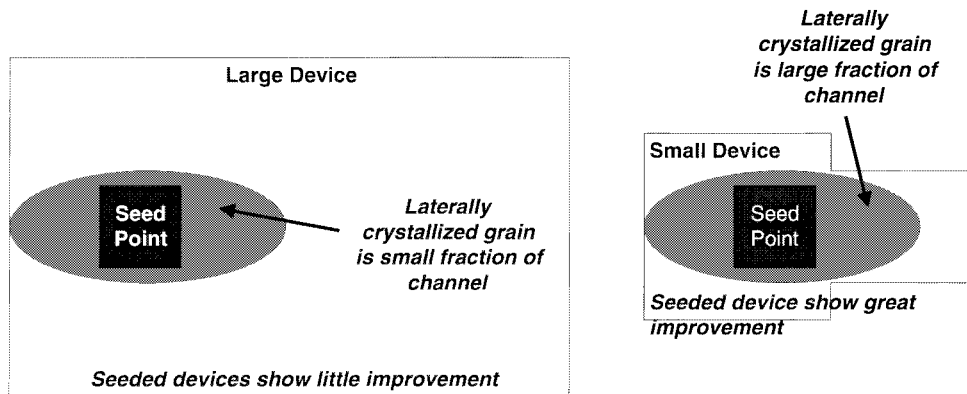 Large Device
Seed
Point
Laterally
crystallized grain
is small fraction of
channel
Seeded devices show little improvement
Laterally
crystallized grain
is large fraction of
channel
Small Device
Seed
Point
Seeded device show great
improvement